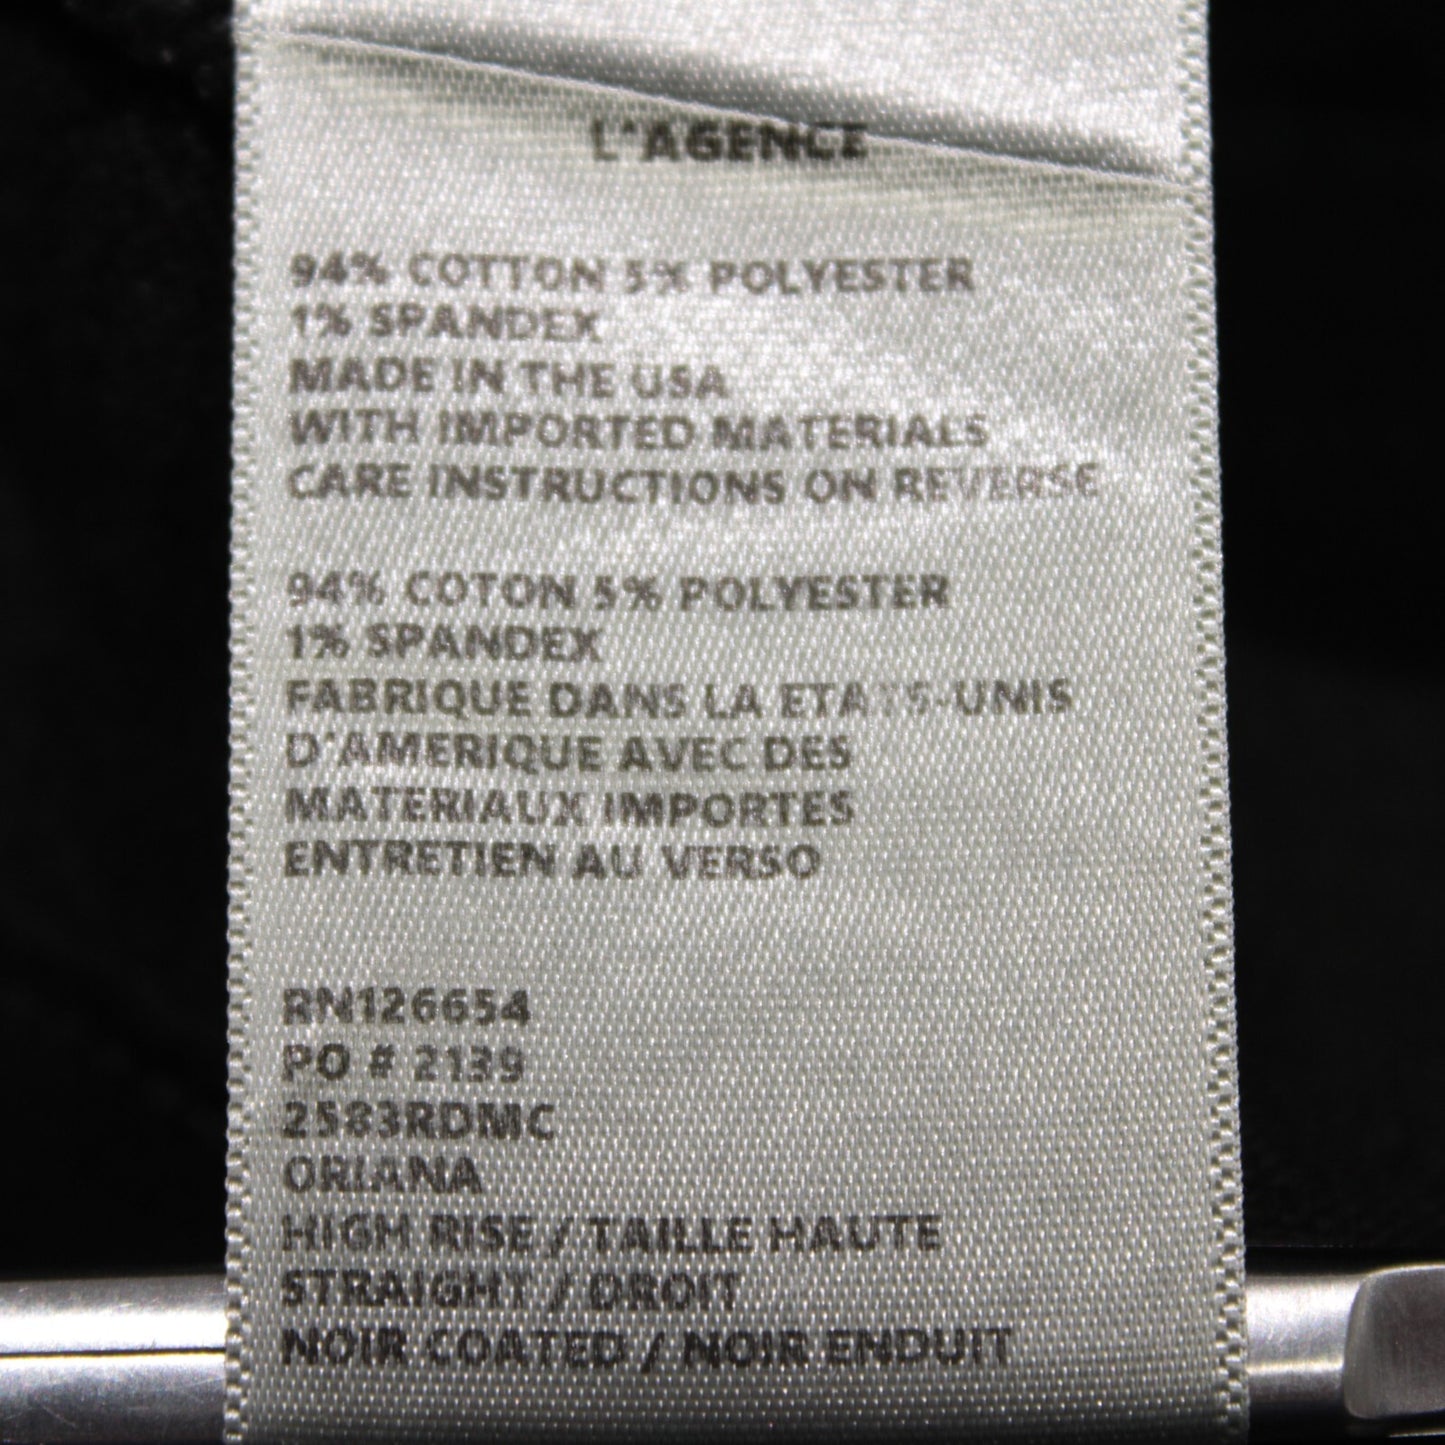 L'AGENCE
94% COTTON 5% POLYESTER
1% SPANDEX
MADE IN THE USA
WITH IMPORTED MATERIALS
CARE INSTRUCTIONS ON REVERSE
94% COTON 5% POLYESTER
1% SPANDEX
FABRIQUE DANS LA ETATS-UNIS
D'AMERIQUE AVEC DES
MATERIAUX IMPORTES
ENTRETIEN AU VERSO
RN126654
PO # 2139
2583RDMC
ORIANA
HIGH RISE / TAILLE HAUTE
STRAIGHT / DROIT
NOIR COATED / NOIR ENDUIT